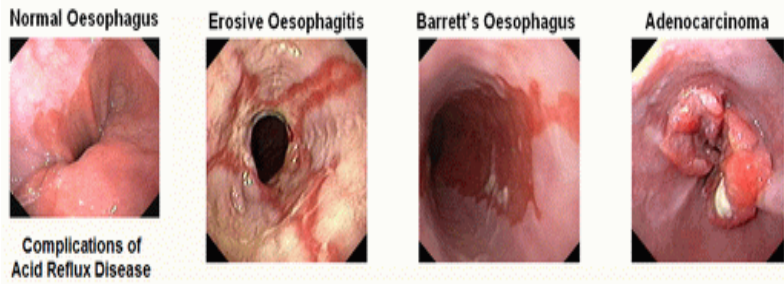 Normal Oesophagus
Erosive Oesophagitis
Barrett's Oesophagus
Adenocarcinoma
Complications of
Acid Reflux Disease